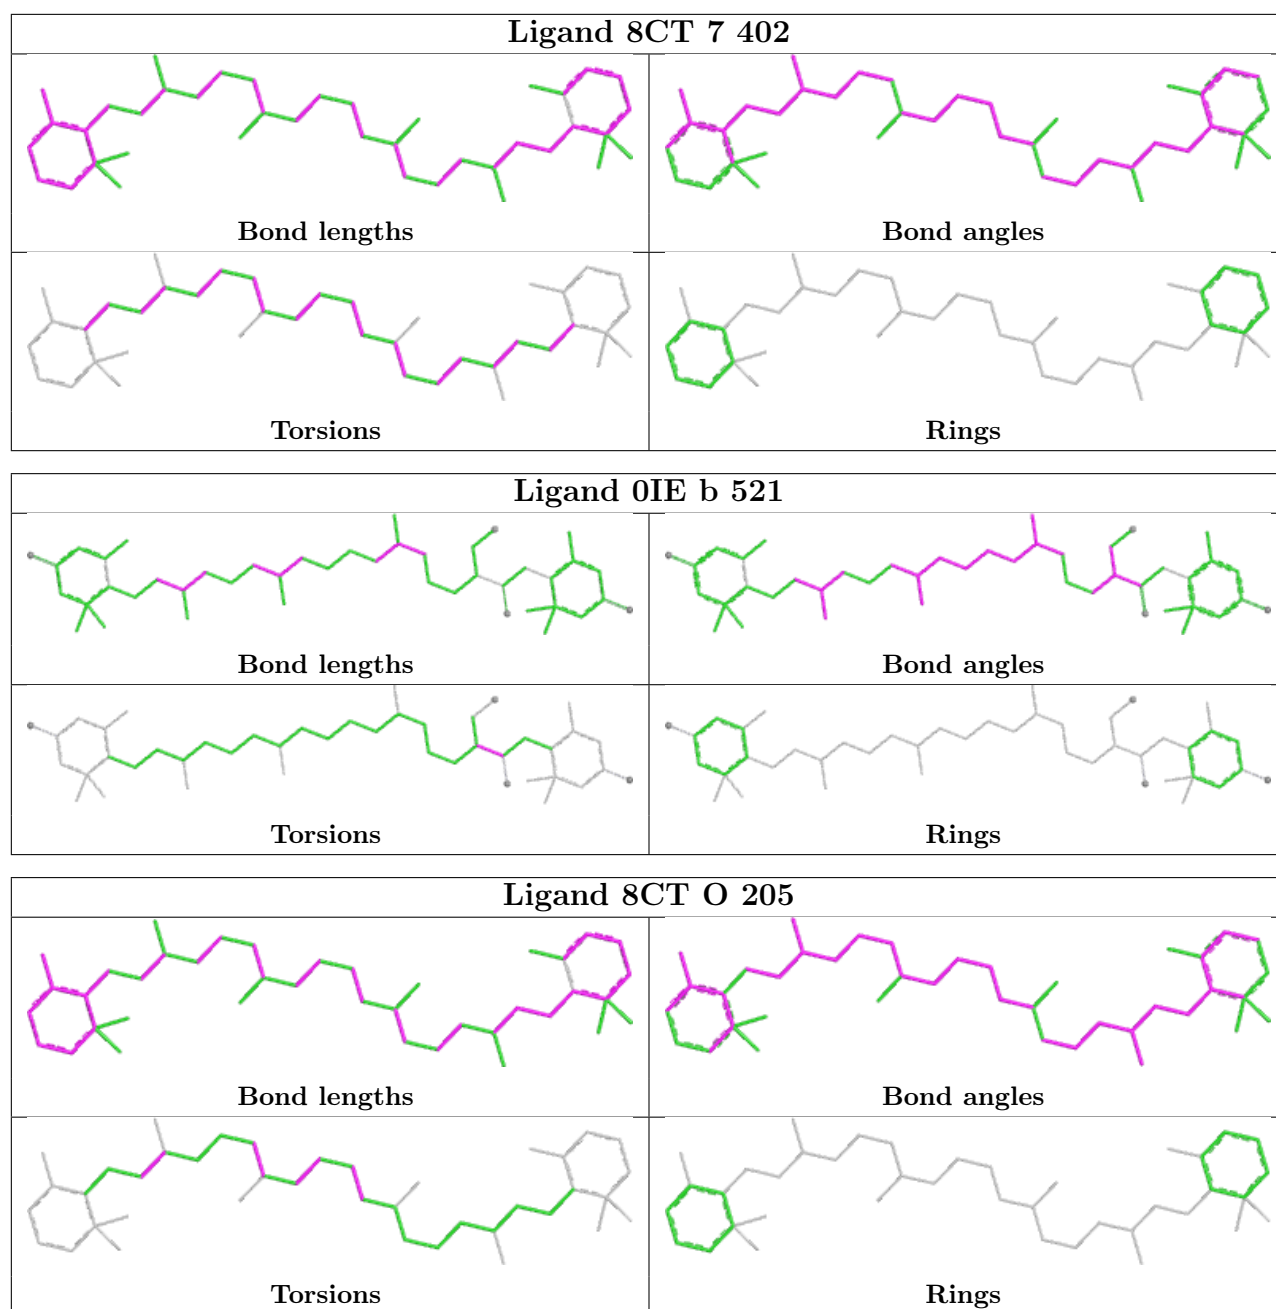 Ligand 8CT 7 402
Bond lengths
Bond angles
Torsions
Rings
Ligand 0IE b 521
Bond lengths
Bond angles
Torsions
Rings
Ligand 8CT O 205
Bond lengths
Bond angles
Torsions
Rings